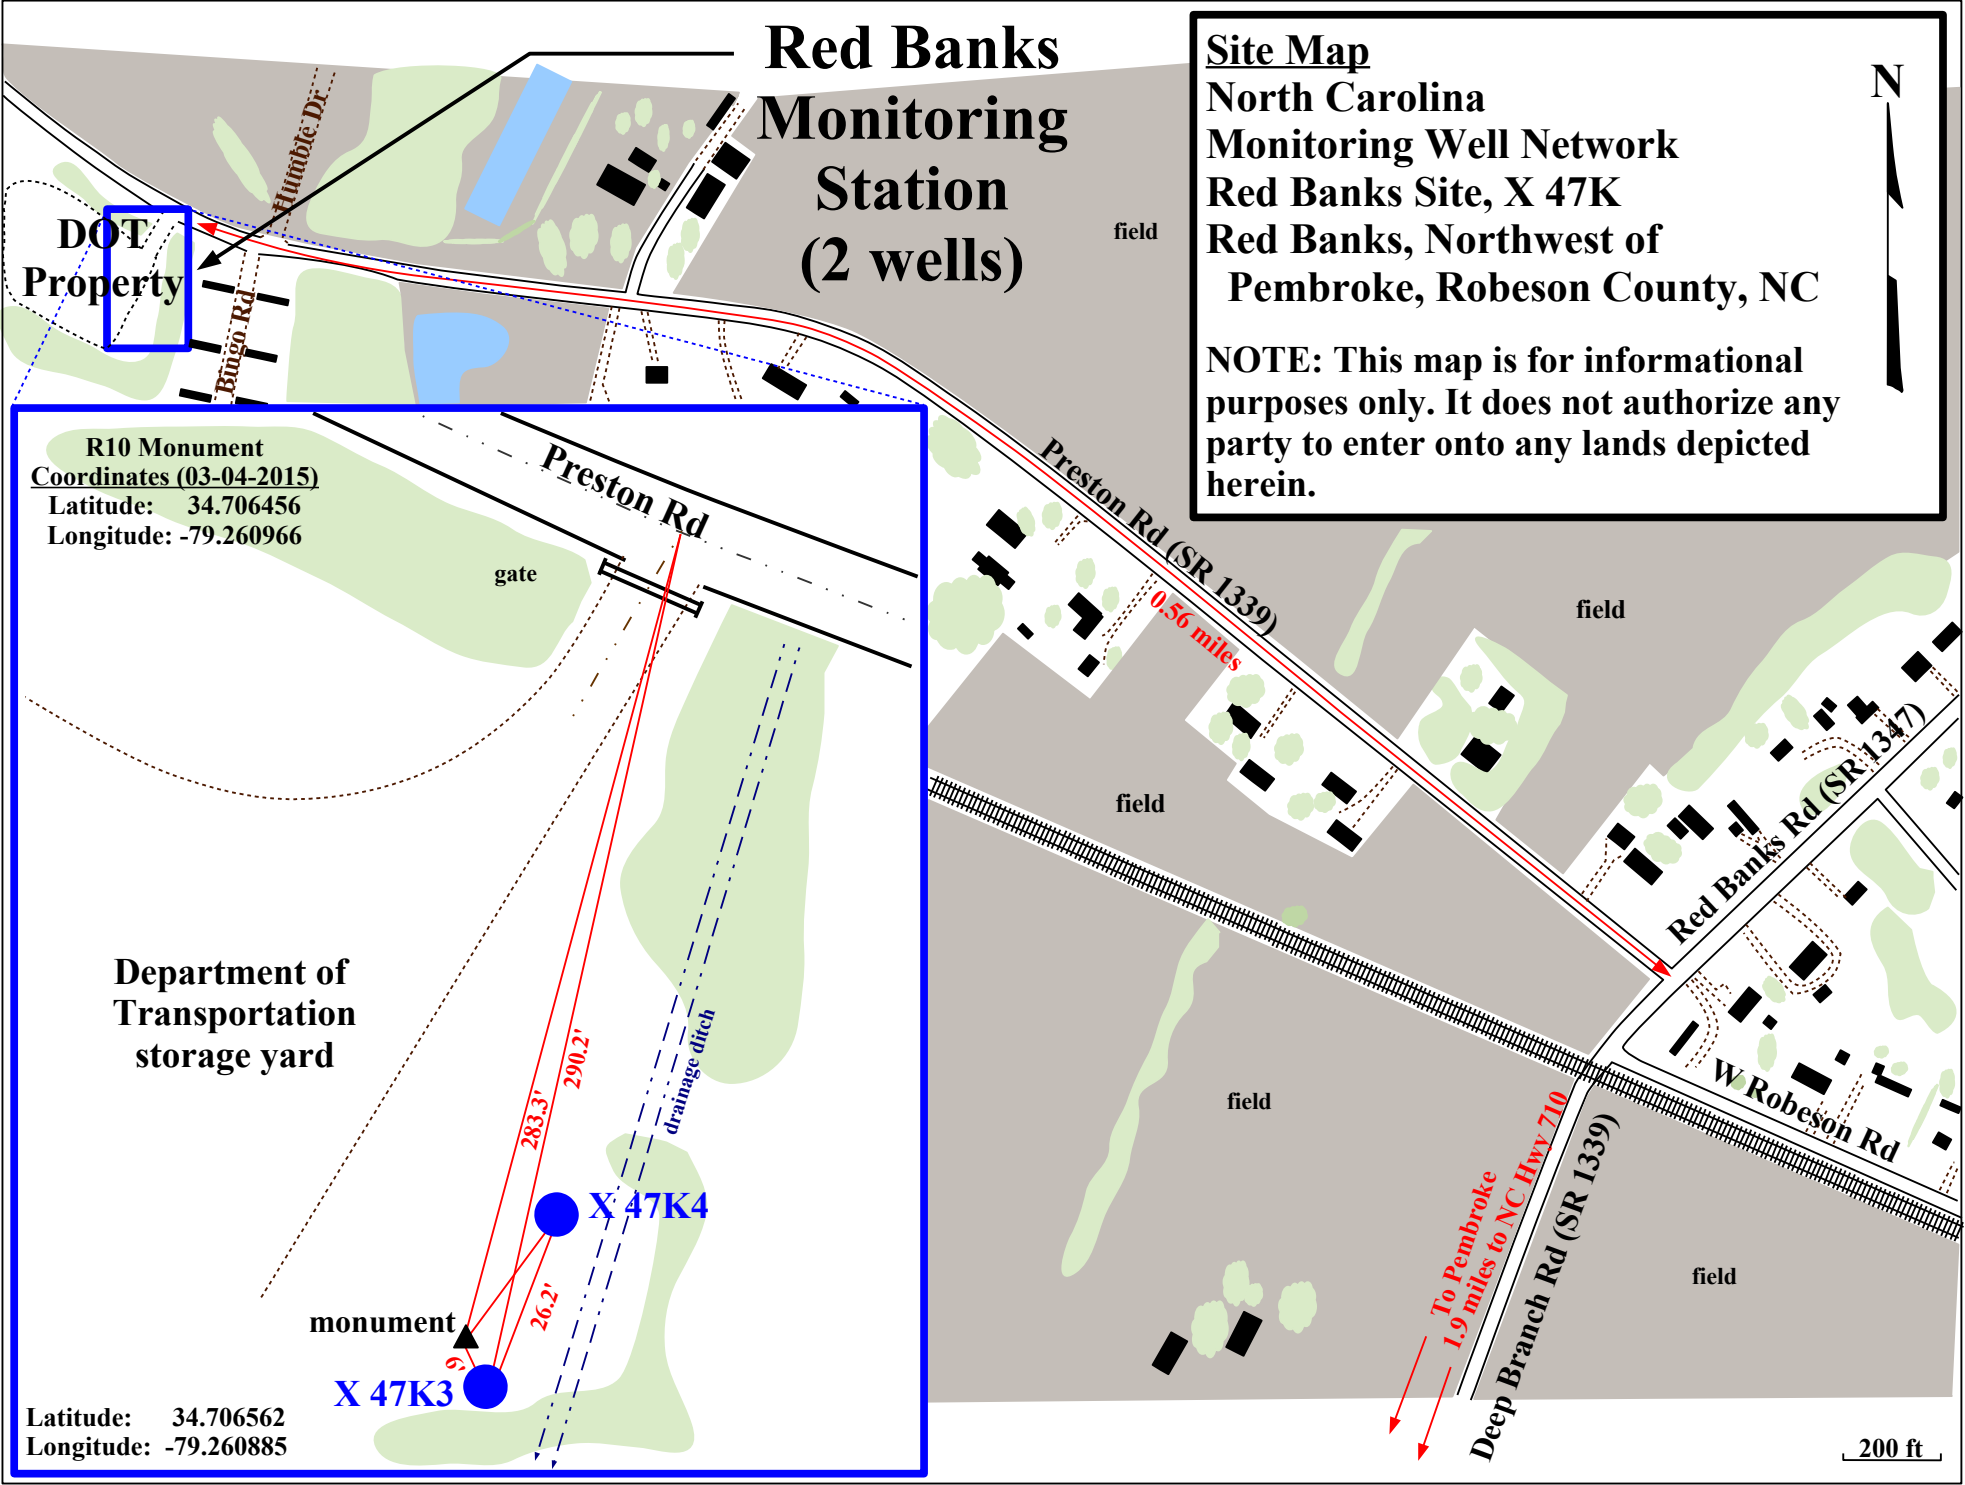 Red Banks
Monitoring
Station
(2 wells)
Site Map
North Carolina
Monitoring Well Network
Red Banks Site, X 47K
Red Banks, Northwest of
Pembroke, Robeson County, NC
NOTE: This map is for informational
purposes only. It does not authorize any
party to enter onto any lands depicted
herein.
N
Humble Dr
DOT
Property
Bingo Rd
field
Preston Rd (SR 1339)
0.56 miles
field
field
Red Banks Rd (SR 1347)
W Robeson Rd
field
field
To Pembroke
1.9 miles to NC Hwy 710
Deep Branch Rd (SR 1339)
200 ft
R10 Monument
Coordinates (03-04-2015)
Latitude: 34.706456
Longitude: -79.260966
Preston Rd
gate
Department of
Transportation
storage yard
283.3'
290.2'
drainage ditch
X 47K4
26.2'
monument
9'
X 47K3
Latitude: 34.706562
Longitude: -79.260885